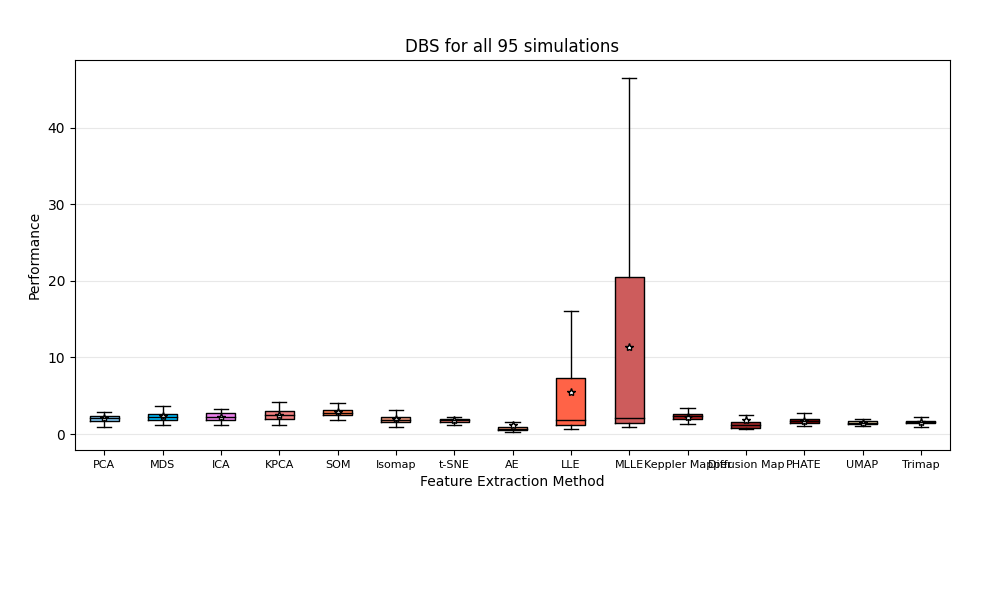 DBS for all 95 simulations
Performance
40
30
20
10
0
PCA MDS ICA KPCA SOM Isomap t-SNE AE LLE MLLE Keppler Mapper Diffusion Map PHATE UMAP Trimap
Feature Extraction Method